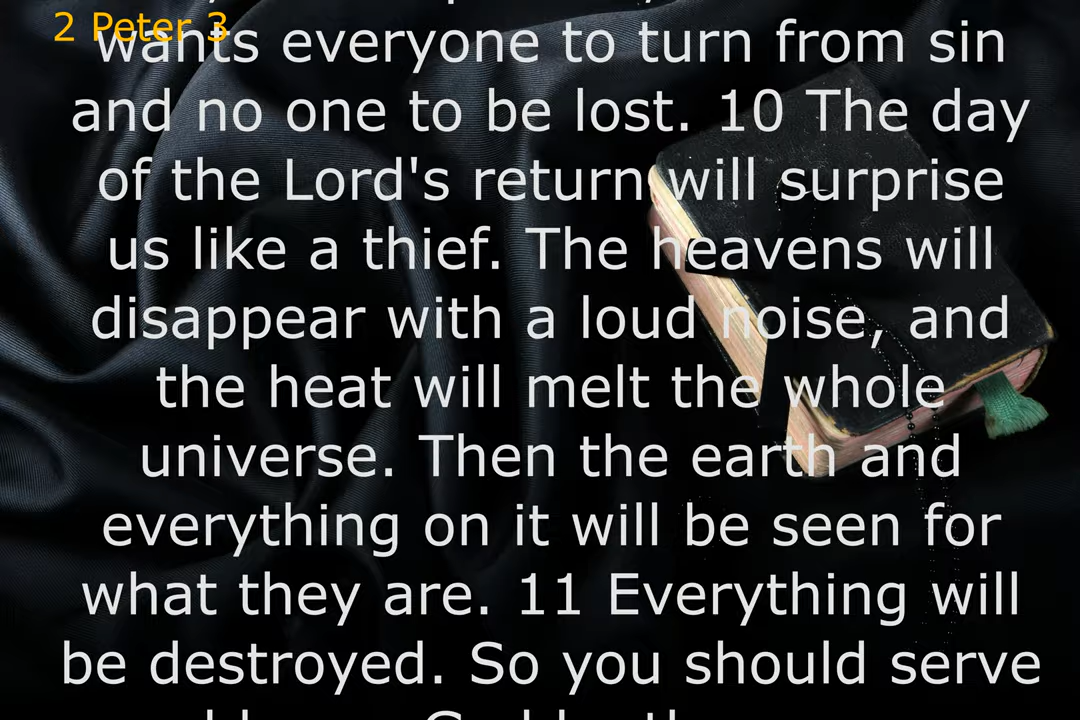 2 Peter 3
wants everyone to turn from sin
and no one to be lost. 10 The day
of the Lord's return will surprise
us like a thief. The heavens will
disappear with a loud noise, and
the heat will melt the whole
universe. Then the earth and
everything on it will be seen for
what they are. 11 Everything will
be destroyed. So you should serve